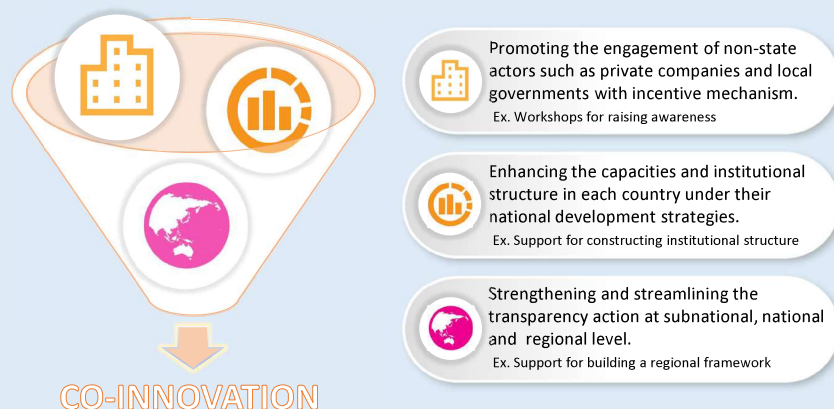 Promoting the engagement of non-state
actors such as private companies and local
governments with incentive mechanism.
Ex. Workshops for raising awareness
Enhancing the capacities and institutional
structure in each country under their
national development strategies.
Ex. Support for constructing institutional structure
Strengthening and streamlining the
transparency action at subnational, national
and regional level.
Ex. Support for building a regional framework
CO-INNOVATION